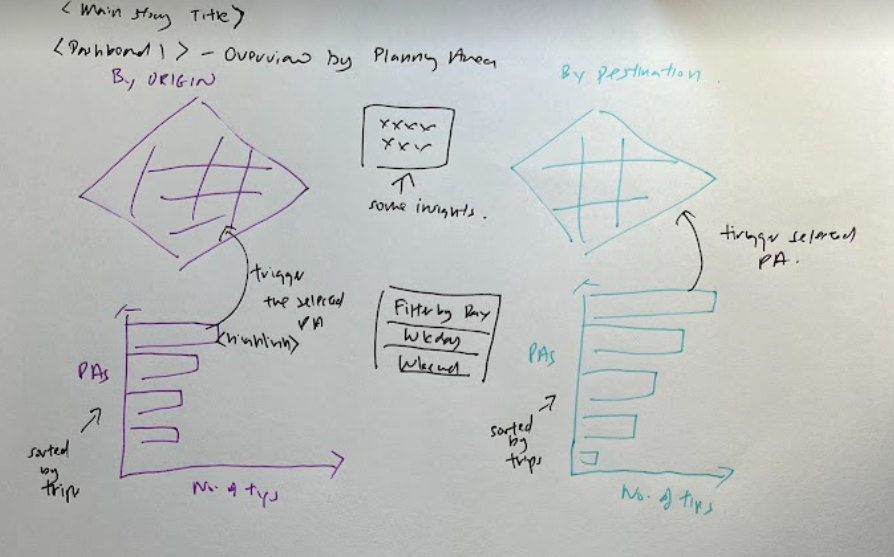 <Main Story Title>
<Dashboard 1> - Overview by Planning Area
By ORIGIN
By Destination
xxxx
xxx
some insights.
trigger
the selected
PA
trigger selected
PA.
Filter by Day
Wkday
Wkend
<highlight>
PAs
PAs
sorted
by
trips
sorted
by
trips
No. of trips
No. of trips